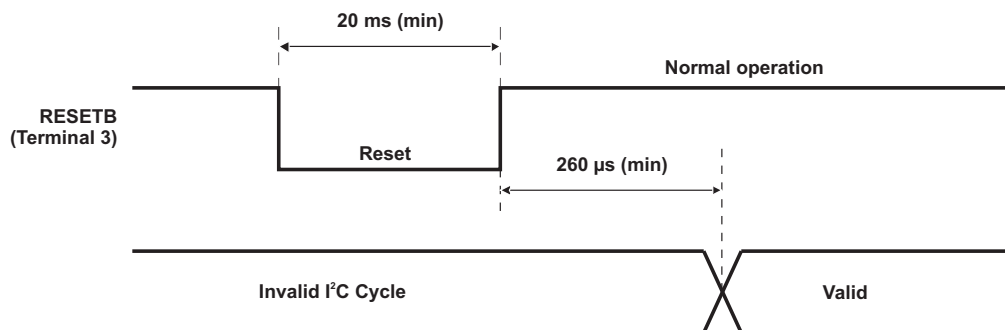 20 ms (min)
Normal operation
RESETB
(Terminal 3)
Reset
260 µs (min)
Invalid I²C Cycle
Valid